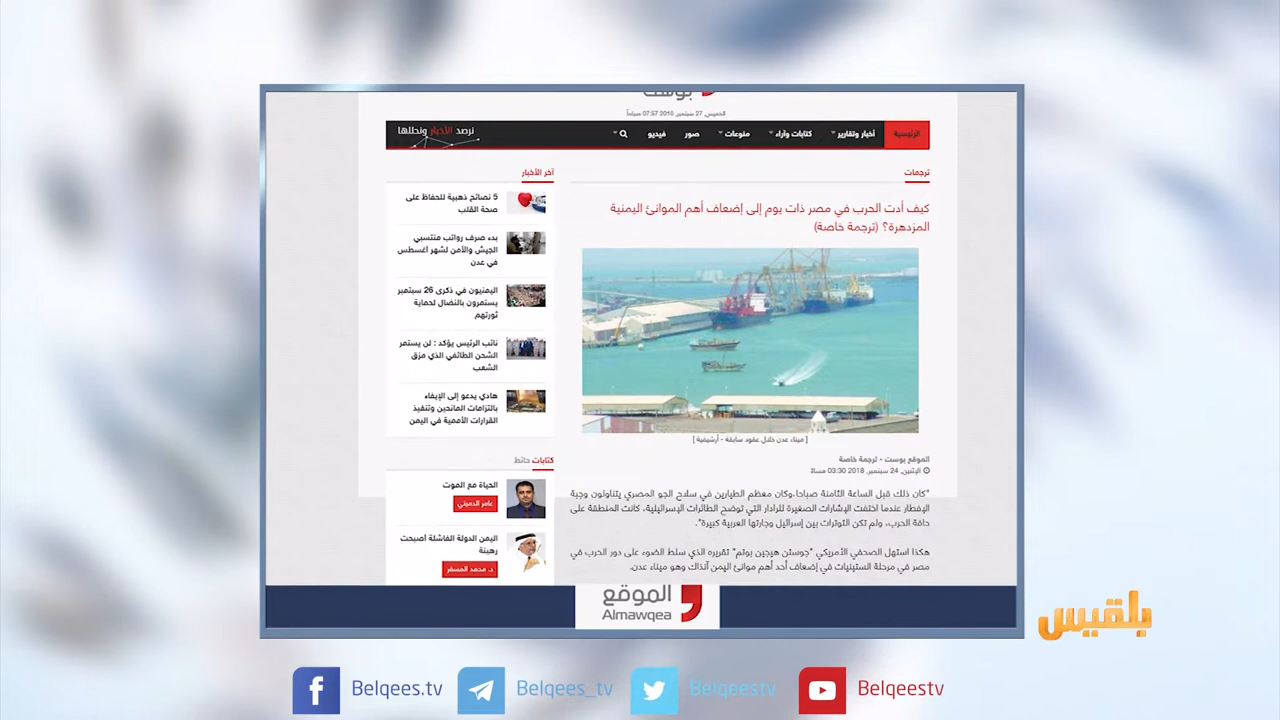 بوست
الخميس, 27 سبتمبر 2018 07:57 صباحاً
الرئيسية
أخبار وتقارير
كتابات وآراء
منوعات
صور
فيديو
نرصد الأخبار ونحللها
ترجمات
كيف أدت الحرب في مصر ذات يوم إلى إضعاف أهم الموانئ اليمنية
المزدهرة؟ (ترجمة خاصة)
[ ميناء عدن خلال عقود سابقة - أرشيفية ]
الموقع بوست - ترجمة خاصة
الإثنين, 24 سبتمبر, 2018 03:30 مساءً
"كان ذلك قبل الساعة الثامنة صباحا،وكان معظم الطيارين في سلاح الجو المصري يتناولون وجبة
الإفطار عندما اختفت الإشارات الصغيرة للرادار التي توضح الطائرات الإسرائيلية، كانت المنطقة على
حافة الحرب، ولم تكن التوترات بين إسرائيل وجارتها العربية كبيرة".
هكذا استهل الصحفي الأمريكي "جوستن هيجين بوتم" تقريره الذي سلط الضوء على دور الحرب في
مصر في مرحلة الستينيات في إضعاف أحد أهم موانئ اليمن آنذاك وهو ميناء عدن.
آخر الأخبار
5 نصائح ذهبية للحفاظ على
صحة القلب
بدء صرف رواتب منتسبي
الجيش والأمن لشهر أغسطس
في عدن
اليمنيون في ذكرى 26 سبتمبر
يستمرون بالنضال لحماية
ثورتهم
نائب الرئيس يؤكد : لن يستمر
الشحن الطائفي الذي مزق
الشعب
هادي يدعو إلى الإيفاء
بالتزامات المانحين وتنفيذ
القرارات الأممية في اليمن
كتابات حائط
الحياة مع الموت
عامر الدميني
اليمن الدولة الفاشلة أصبحت
رهينة
د. محمد المسفر
الموقع
Almawqea
بلقيس
Belqees.tv
Belqees_tv
Belqeestv
Belqeestv